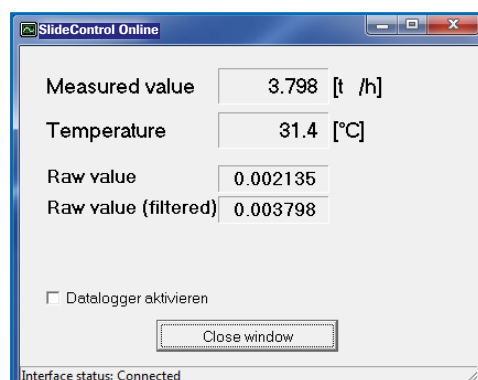 SlideControl Online
Measured value 3.798 [t /h]
Temperature 31.4 [°C]
Raw value 0.002135
Raw value (filtered) 0.003798
Datalogger aktivieren
Close window
Interface status: Connected